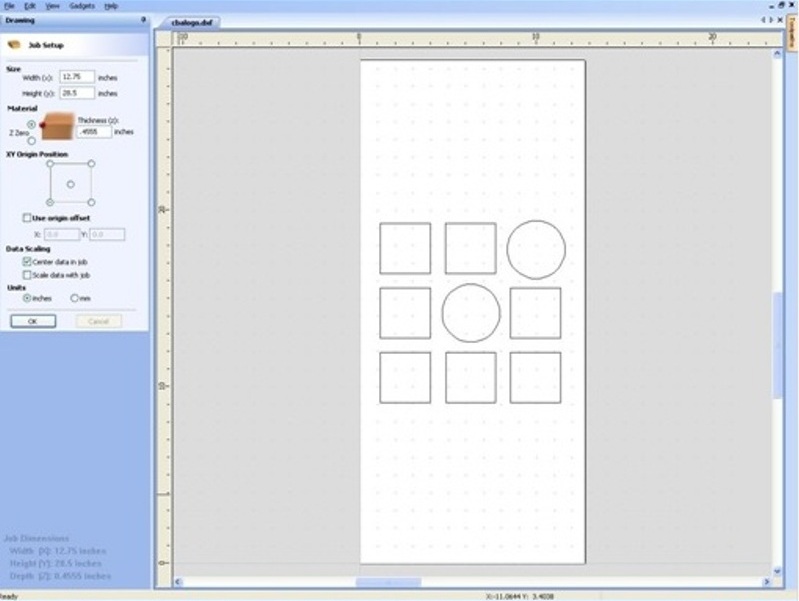 File Edit View Gadgets Help
Drawing
cbalogo.dxf
Job Setup
Size
Width (x): 12.75 inches
Height (y): 28.5 inches
Material
Thickness (z):
Z Zero .4555 inches
XY Origin Position
Use origin offset
X: 0.0 Y: 0.0
Data Scaling
Center data in job
Scale data with job
Units
inches mm
OK Cancel
Job Dimensions
Width (X): 12.75 inches
Height (Y): 28.5 inches
Depth (Z): 0.4555 inches
10 0 10 20
20
10
0
Ready
X:-11.0644 Y: 3.4038